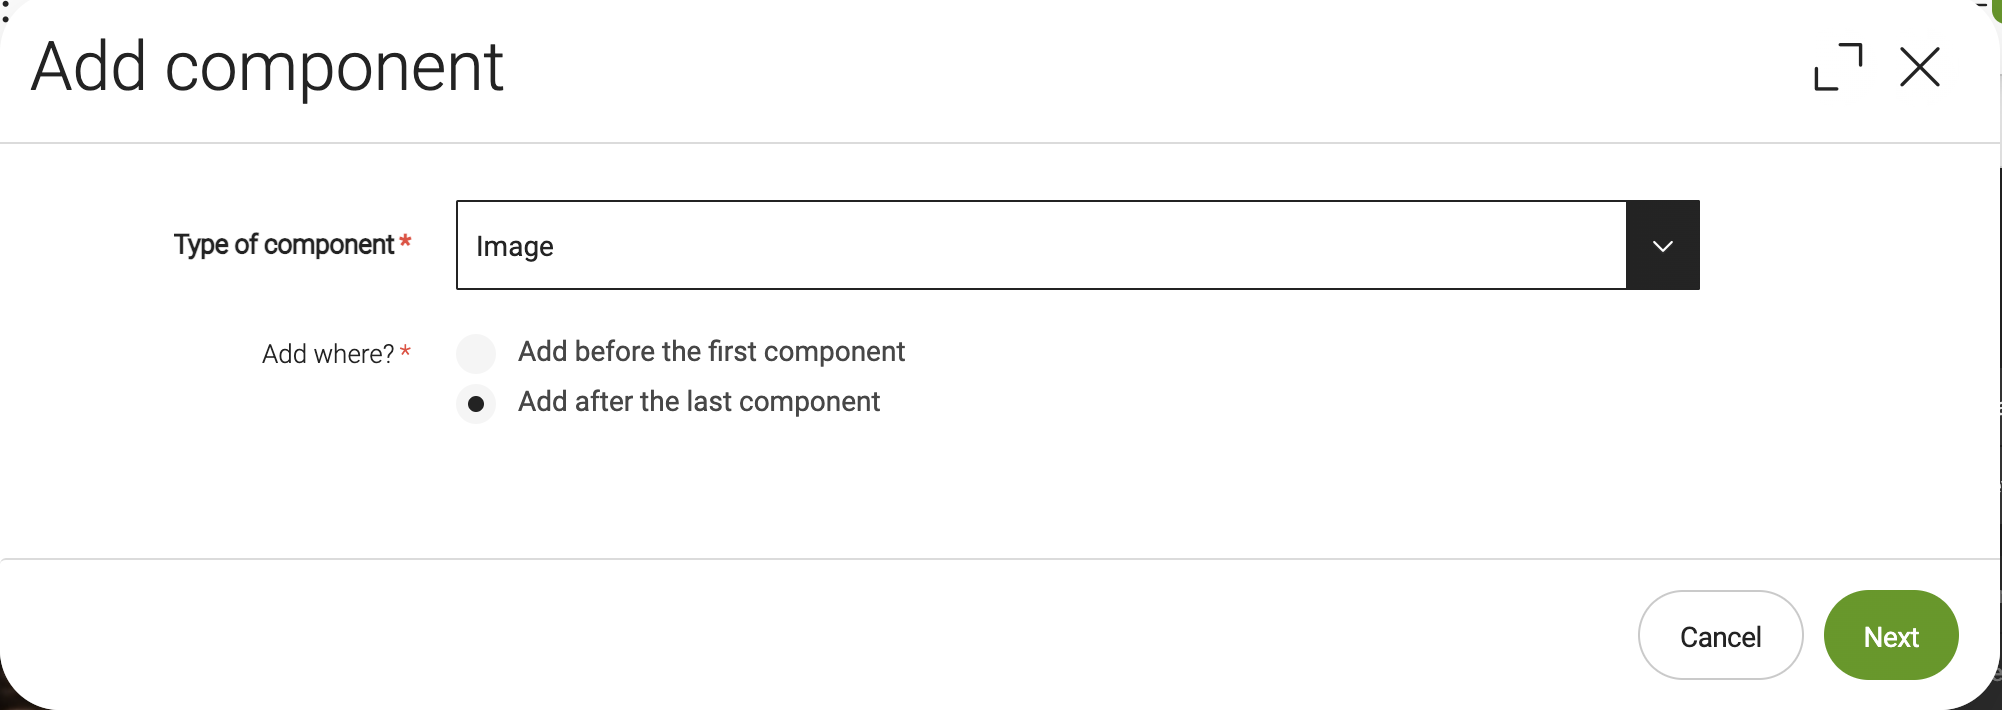 Add component
Type of component*
Image
Add where?*
Add before the first component
Add after the last component
Cancel
Next